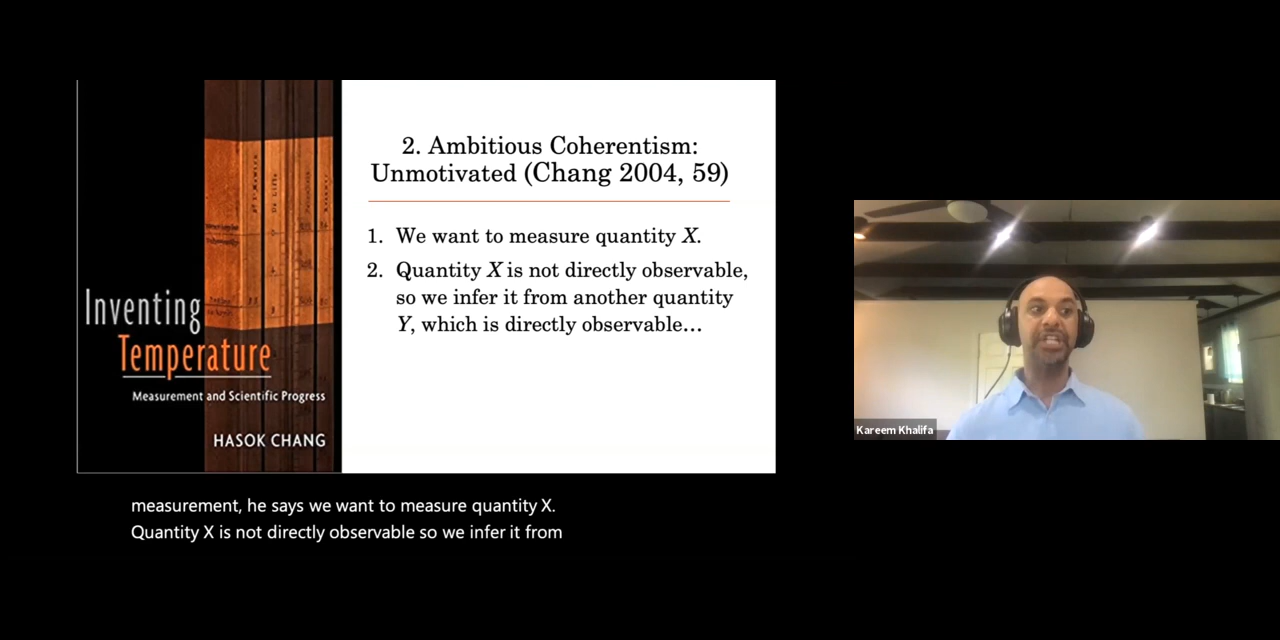 2. Ambitious Coherentism:
Unmotivated (Chang 2004, 59)
1. We want to measure quantity X.
2. Quantity X is not directly observable,
so we infer it from another quantity
Y, which is directly observable...
Inventing
Temperature
Measurement and Scientific Progress
HASOK CHANG
Kareem Khalifa
measurement, he says we want to measure quantity X.
Quantity X is not directly observable so we infer it from